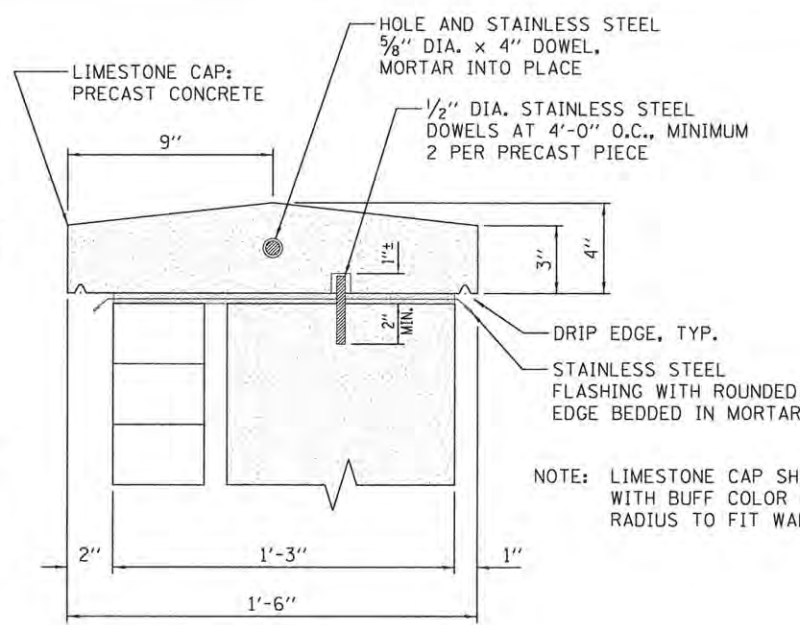 HOLE AND STAINLESS STEEL
5/8" DIA. × 4" DOWEL,
MORTAR INTO PLACE
LIMESTONE CAP:
PRECAST CONCRETE
1/2" DIA. STAINLESS STEEL
DOWELS AT 4'-0" O.C., MINIMUM
2 PER PRECAST PIECE
9"
1"±
3"
4"
2"
MIN.
DRIP EDGE, TYP.
STAINLESS STEEL
FLASHING WITH ROUNDED
EDGE BEDDED IN MORTAR
NOTE: LIMESTONE CAP SH
WITH BUFF COLOR
RADIUS TO FIT WA
2"
1'-3"
1"
1'-6"